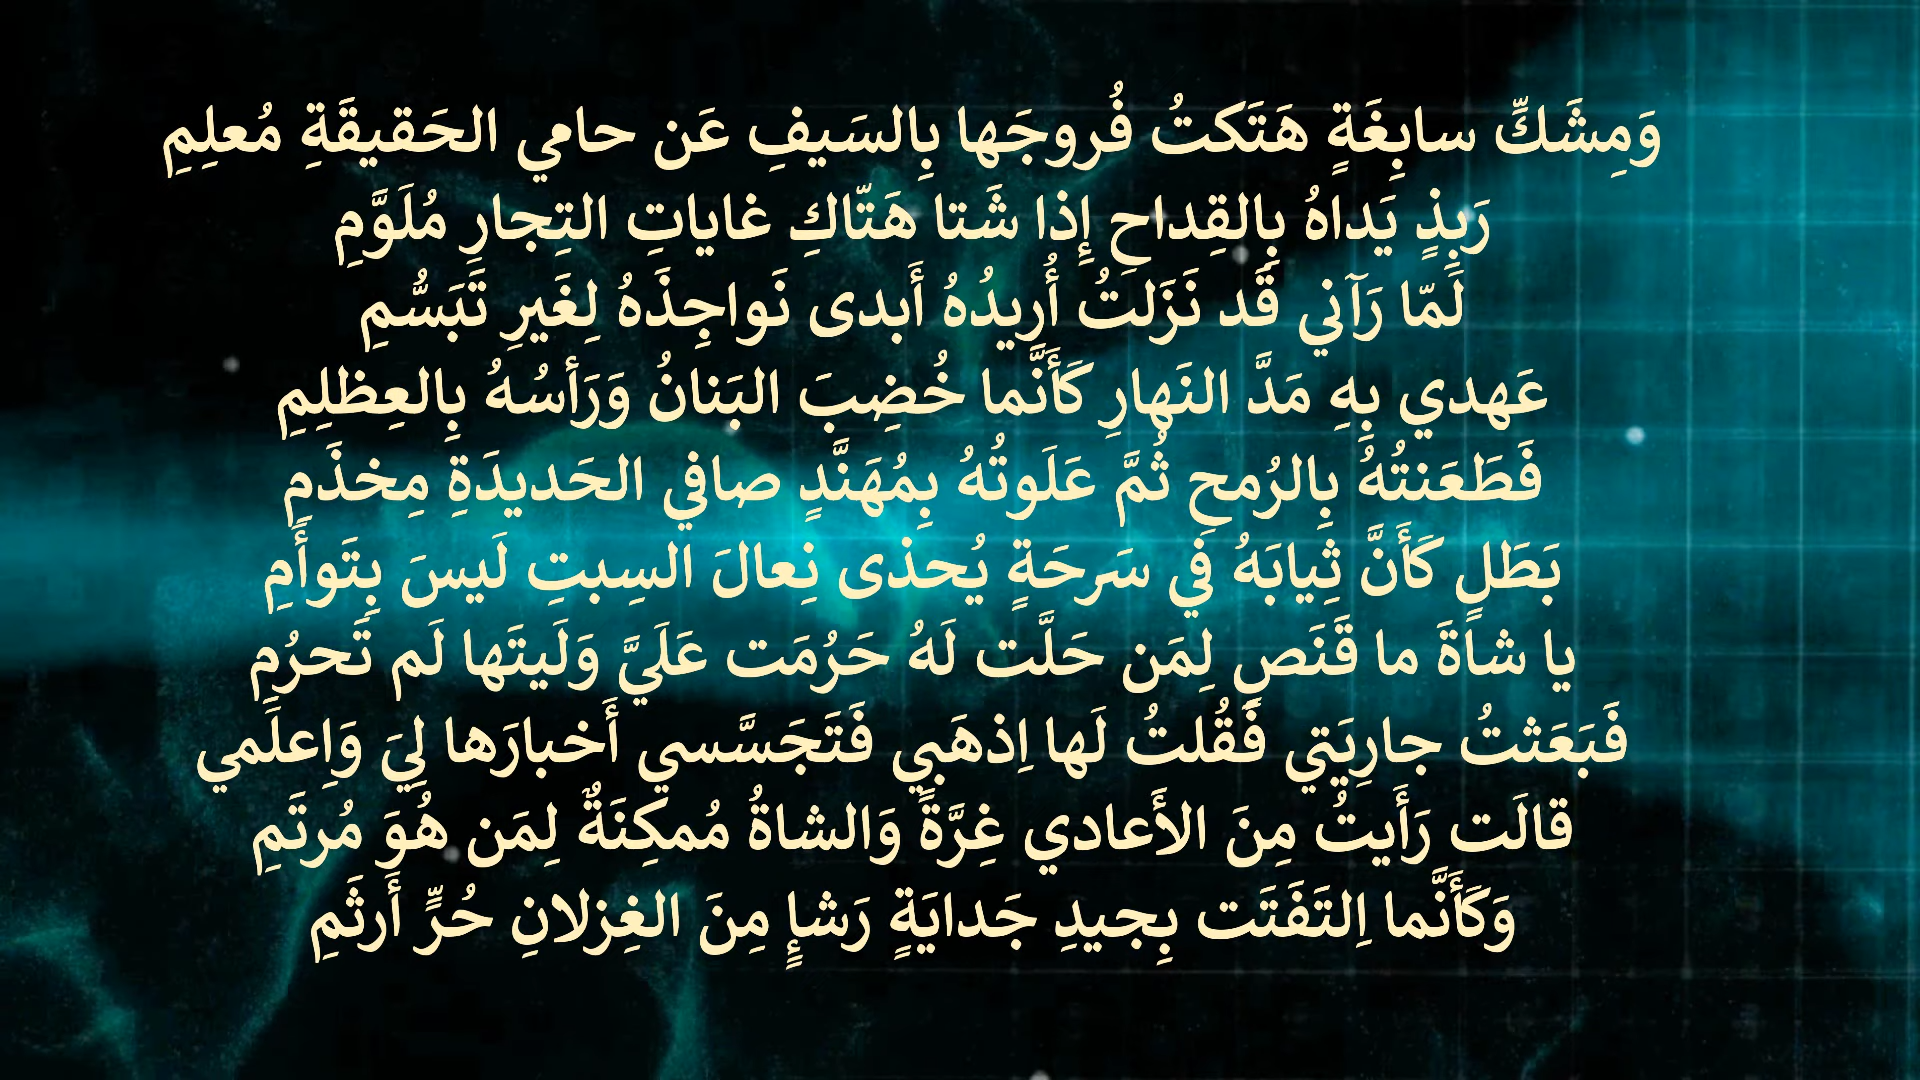 وَمِشَكِّ سابِغَةٍ هَتَكتُ فُروجَها بِالسَيفِ عَن حامي الحَقيقَةِ مُعلِمِ
رَبِذٍ يَداهُ بِالقِداحِ إِذا شَتا هَتّاكِ غاياتِ التِجارِ مُلَوَّمِ
لَمّا رَآني قَد نَزَلتُ أُريدُهُ أَبدى نَواجِذَهُ لِغَيرِ تَبَسُّمِ
عَهدي بِهِ مَدَّ النَهارِ كَأَنَّما خُضِبَ البَنانُ وَرَأسُهُ بِالعِظلِمِ
فَطَعَنتُهُ بِالرُمحِ ثُمَّ عَلَوتُهُ بِمُهَنَّدٍ صافي الحَديدَةِ مِخذَمِ
بَطَلٍ كَأَنَّ ثِيابَهُ في سَرحَةٍ يُحذى نِعالَ السِبتِ لَيسَ بِتَوأَمِ
يا شاةَ ما قَنَصٍ لِمَن حَلَّت لَهُ حَرُمَت عَلَيَّ وَلَيتَها لَم تَحرُمِ
فَبَعَثتُ جارِيَتي فَقُلتُ لَها اِذهَبي فَتَجَسَّسي أَخبارَها لِيَ وَاِعلَمي
قالَت رَأَيتُ مِنَ الأَعادي غِرَّةً وَالشاةُ مُمكِنَةٌ لِمَن هُوَ مُرتَمِ
وَكَأَنَّما اِلتَفَتَت بِجيدِ جَدايَةٍ رَشإٍ مِنَ الغِزلانِ حُرٍّ أَرثَمِ